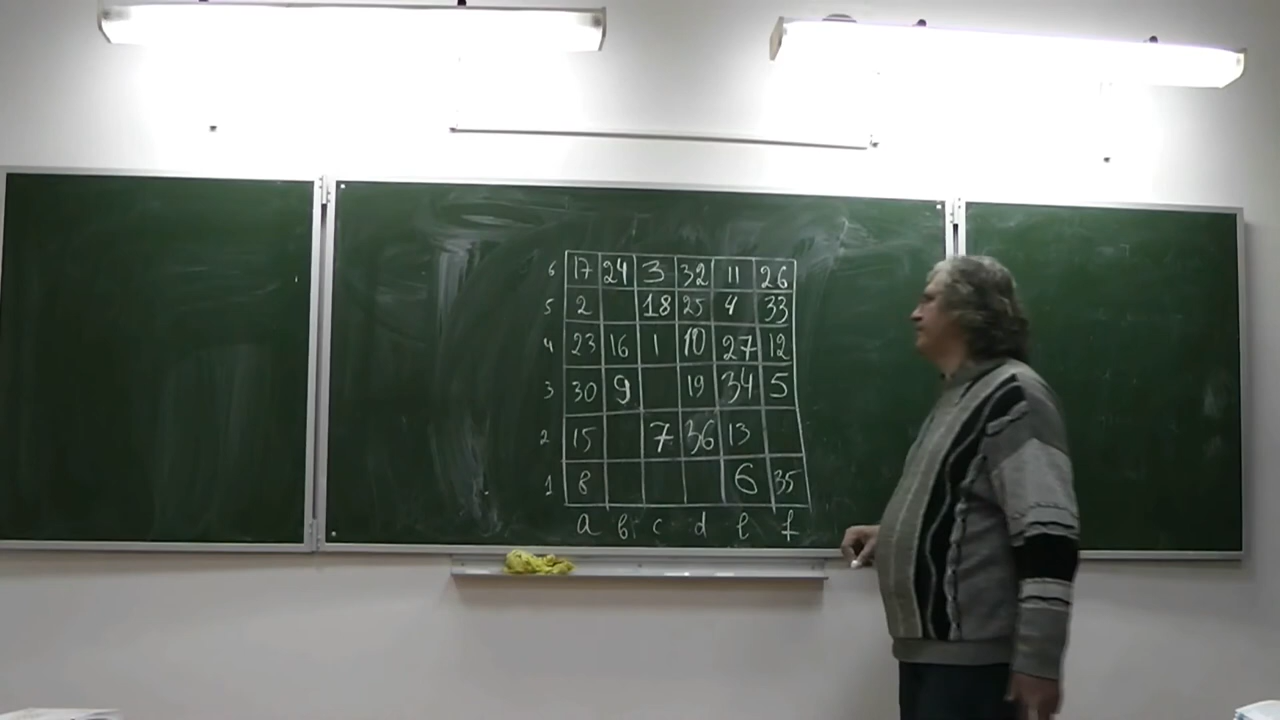 6 17 24 3 32 11 26
5 2 18 25 4 33
4 23 16 1 10 27 12
3 30 9 19 34 5
2 15 7 36 13
1 8 6 35
a b c d e f